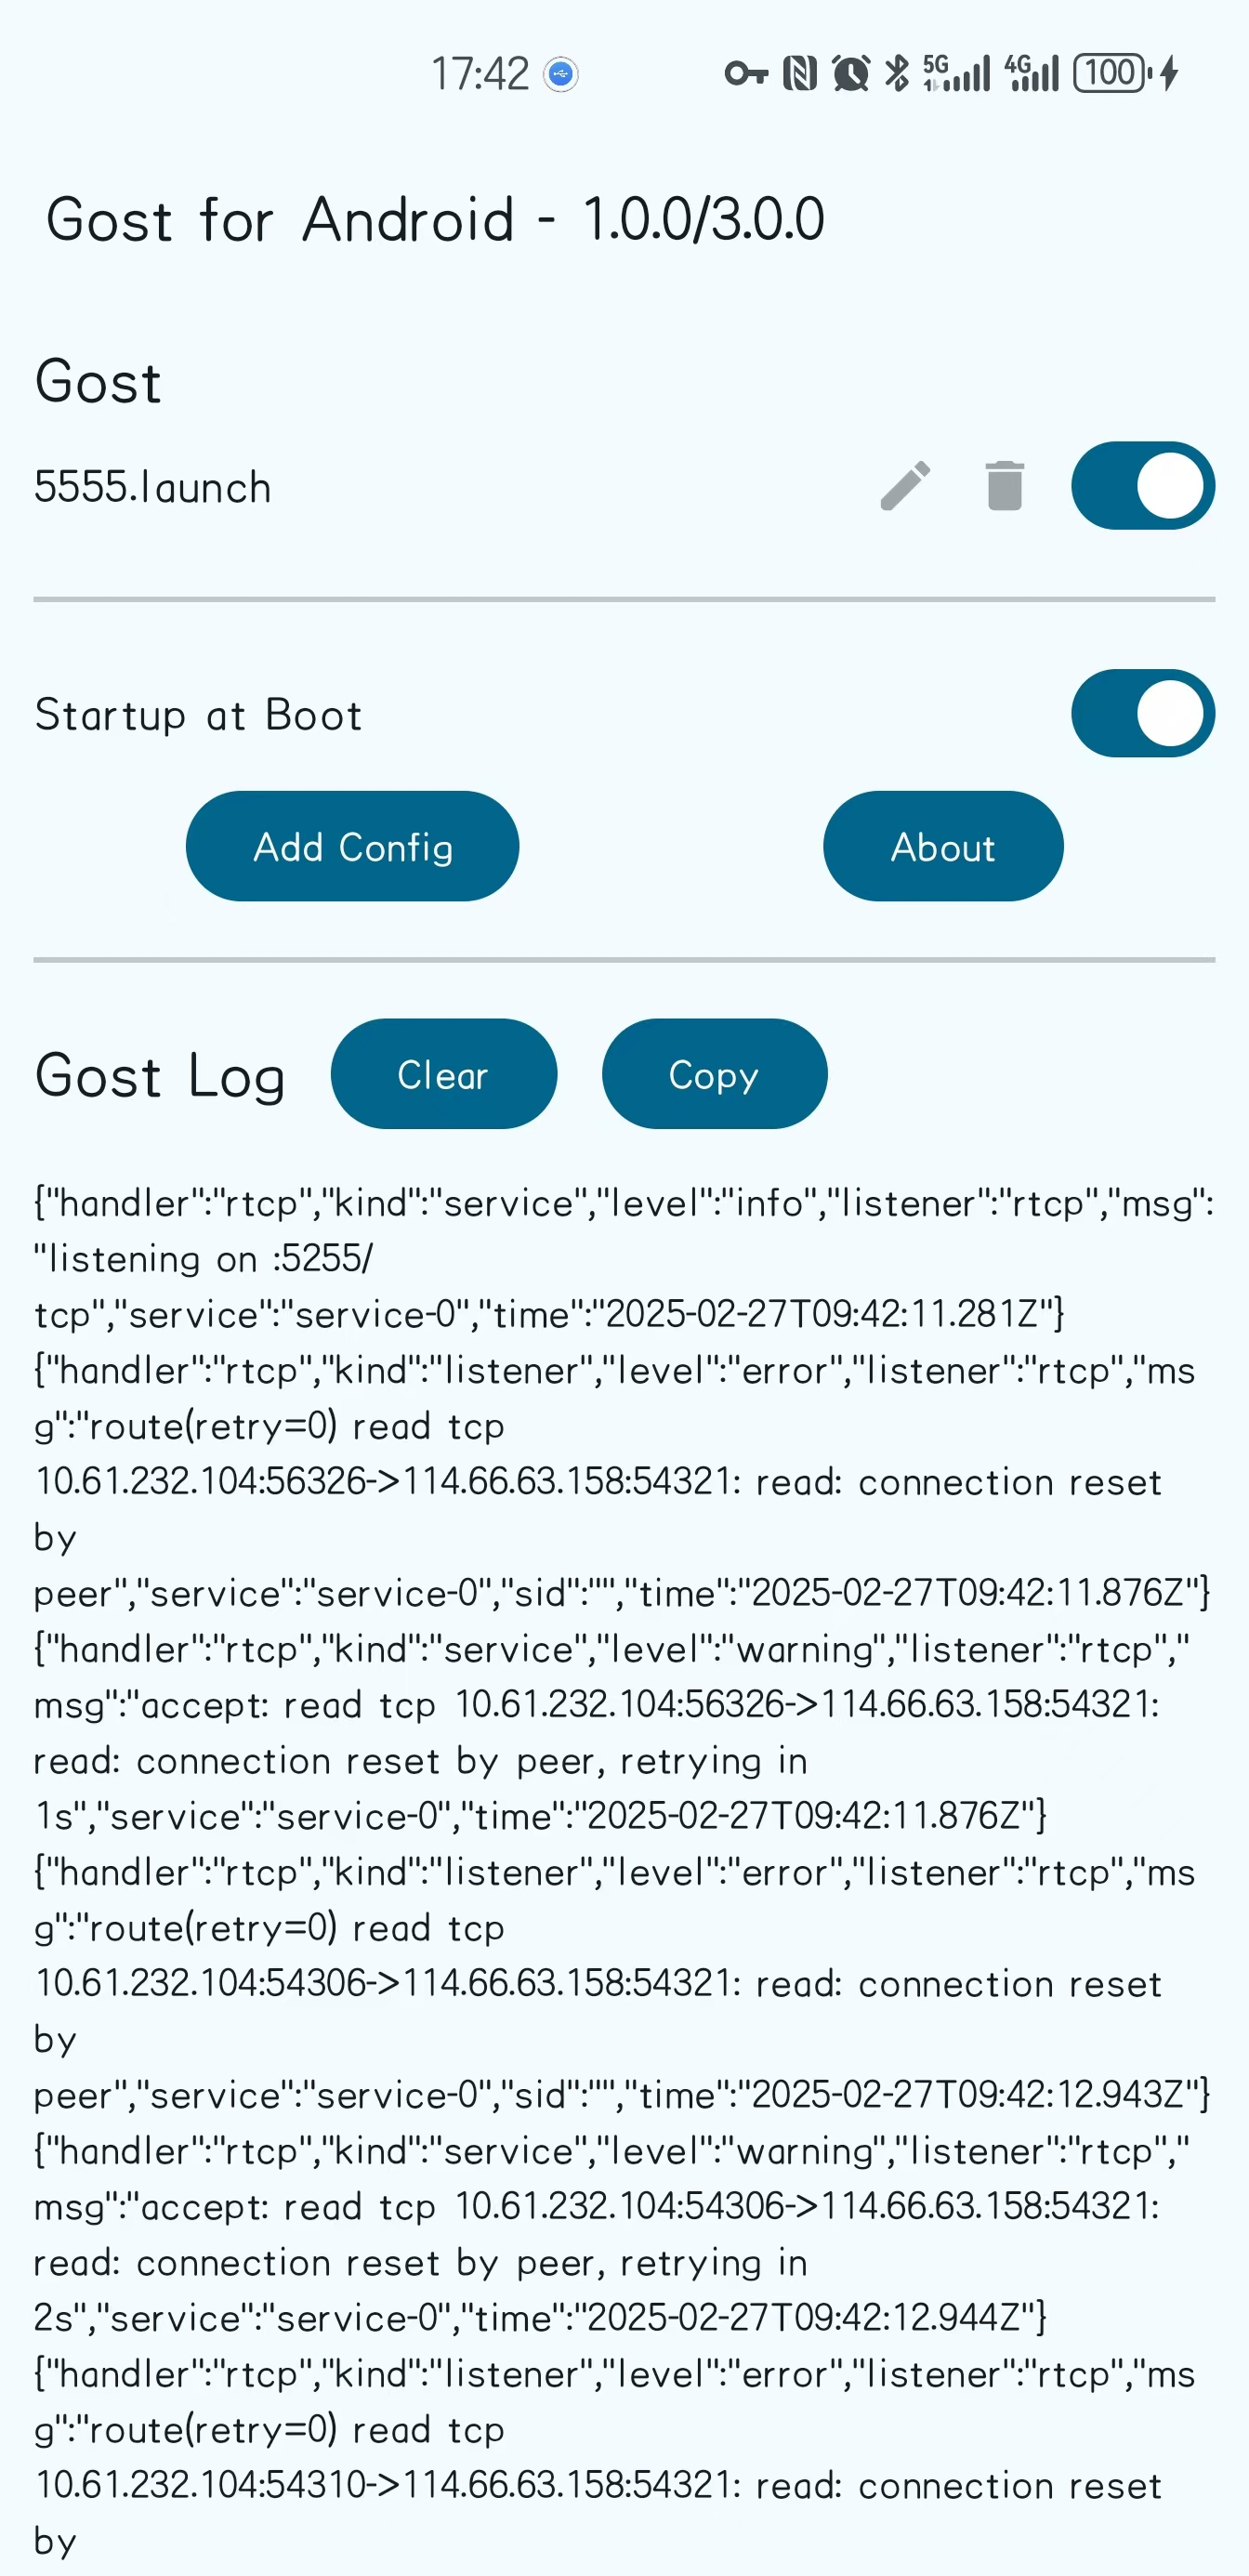 17:42
5G
4G
100
Gost for Android - 1.0.0/3.0.0
Gost
5555.launch
Startup at Boot
Add Config
About
Gost Log
Clear
Copy
{"handler":"rtcp","kind":"service","level":"info","listener":"rtcp","msg":
"listening on :5255/
tcp","service":"service-0","time":"2025-02-27T09:42:11.281Z"}
{"handler":"rtcp","kind":"listener","level":"error","listener":"rtcp","ms
g":"route(retry=0) read tcp
10.61.232.104:56326->114.66.63.158:54321: read: connection reset
by
peer","service":"service-0","sid":"","time":"2025-02-27T09:42:11.876Z"}
{"handler":"rtcp","kind":"service","level":"warning","listener":"rtcp","
msg":"accept: read tcp 10.61.232.104:56326->114.66.63.158:54321:
read: connection reset by peer, retrying in
1s","service":"service-0","time":"2025-02-27T09:42:11.876Z"}
{"handler":"rtcp","kind":"listener","level":"error","listener":"rtcp","ms
g":"route(retry=0) read tcp
10.61.232.104:54306->114.66.63.158:54321: read: connection reset
by
peer","service":"service-0","sid":"","time":"2025-02-27T09:42:12.943Z"}
{"handler":"rtcp","kind":"service","level":"warning","listener":"rtcp","
msg":"accept: read tcp 10.61.232.104:54306->114.66.63.158:54321:
read: connection reset by peer, retrying in
2s","service":"service-0","time":"2025-02-27T09:42:12.944Z"}
{"handler":"rtcp","kind":"listener","level":"error","listener":"rtcp","ms
g":"route(retry=0) read tcp
10.61.232.104:54310->114.66.63.158:54321: read: connection reset
by